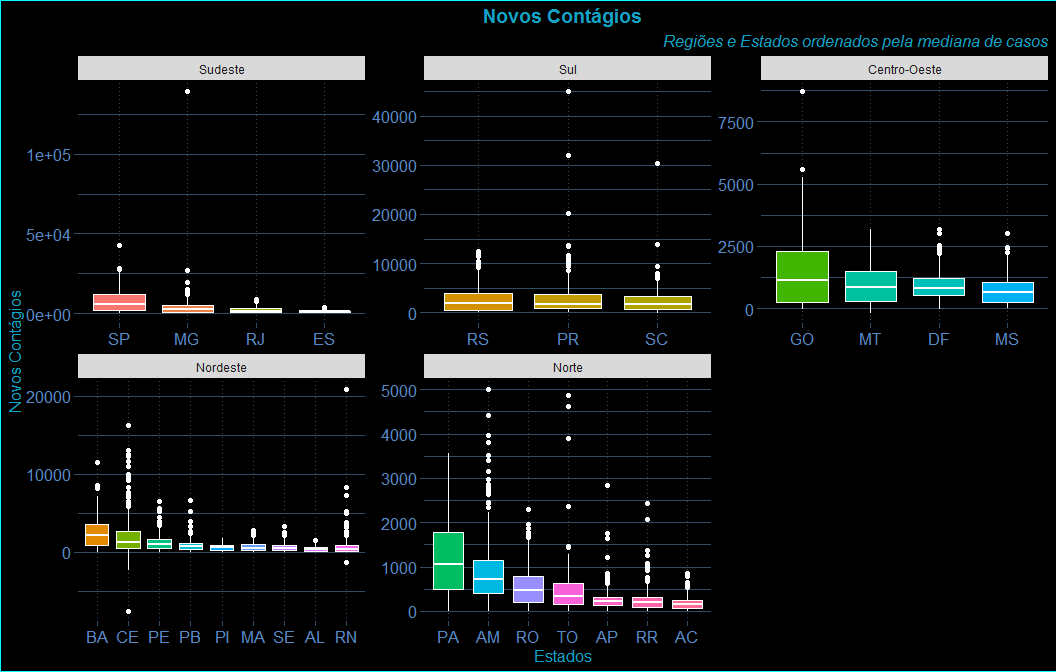 Novos Contágios
Regiões e Estados ordenados pela mediana de casos
Sudeste
Sul
Centro-Oeste
1e+05
5e+04
0e+00
40000
30000
20000
10000
0
7500
5000
2500
0
SP MG RJ ES
RS PR SC
GO MT DF MS
Novos Contágios
Nordeste
Norte
20000
10000
0
5000
4000
3000
2000
1000
0
BA CE PE PB PI MA SE AL RN
PA AM RO TO AP RR AC
Estados